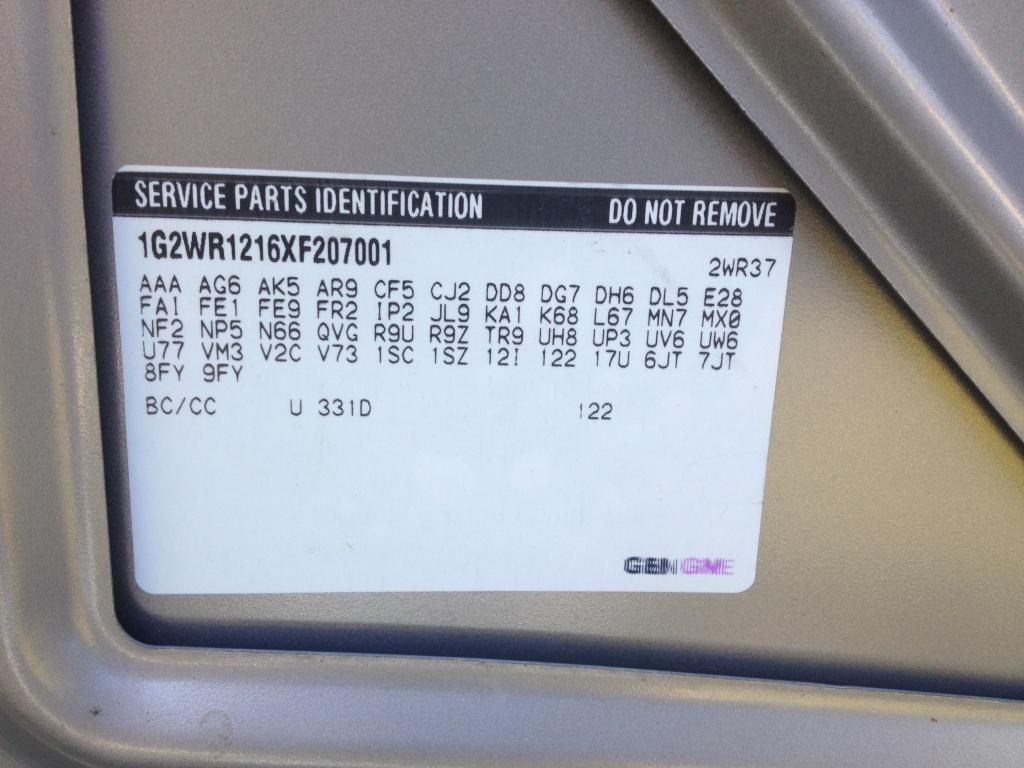 SERVICE PARTS IDENTIFICATION DO NOT REMOVE
1G2WR1216XF207001 2WR37
AAA AG6 AK5 AR9 CF5 CJ2 DD8 DG7 DH6 DL5 E28
FAI FE1 FE9 FR2 IP2 JL9 KA1 K68 L67 MN7 MX0
NF2 NP5 N66 QVG R9U R9Z TR9 UH8 UP3 UV6 UW6
U77 VM3 V2C V73 1SC 1SZ 12I 122 17U 6JT 7JT
8FY 9FY
BC/CC U 331D 122